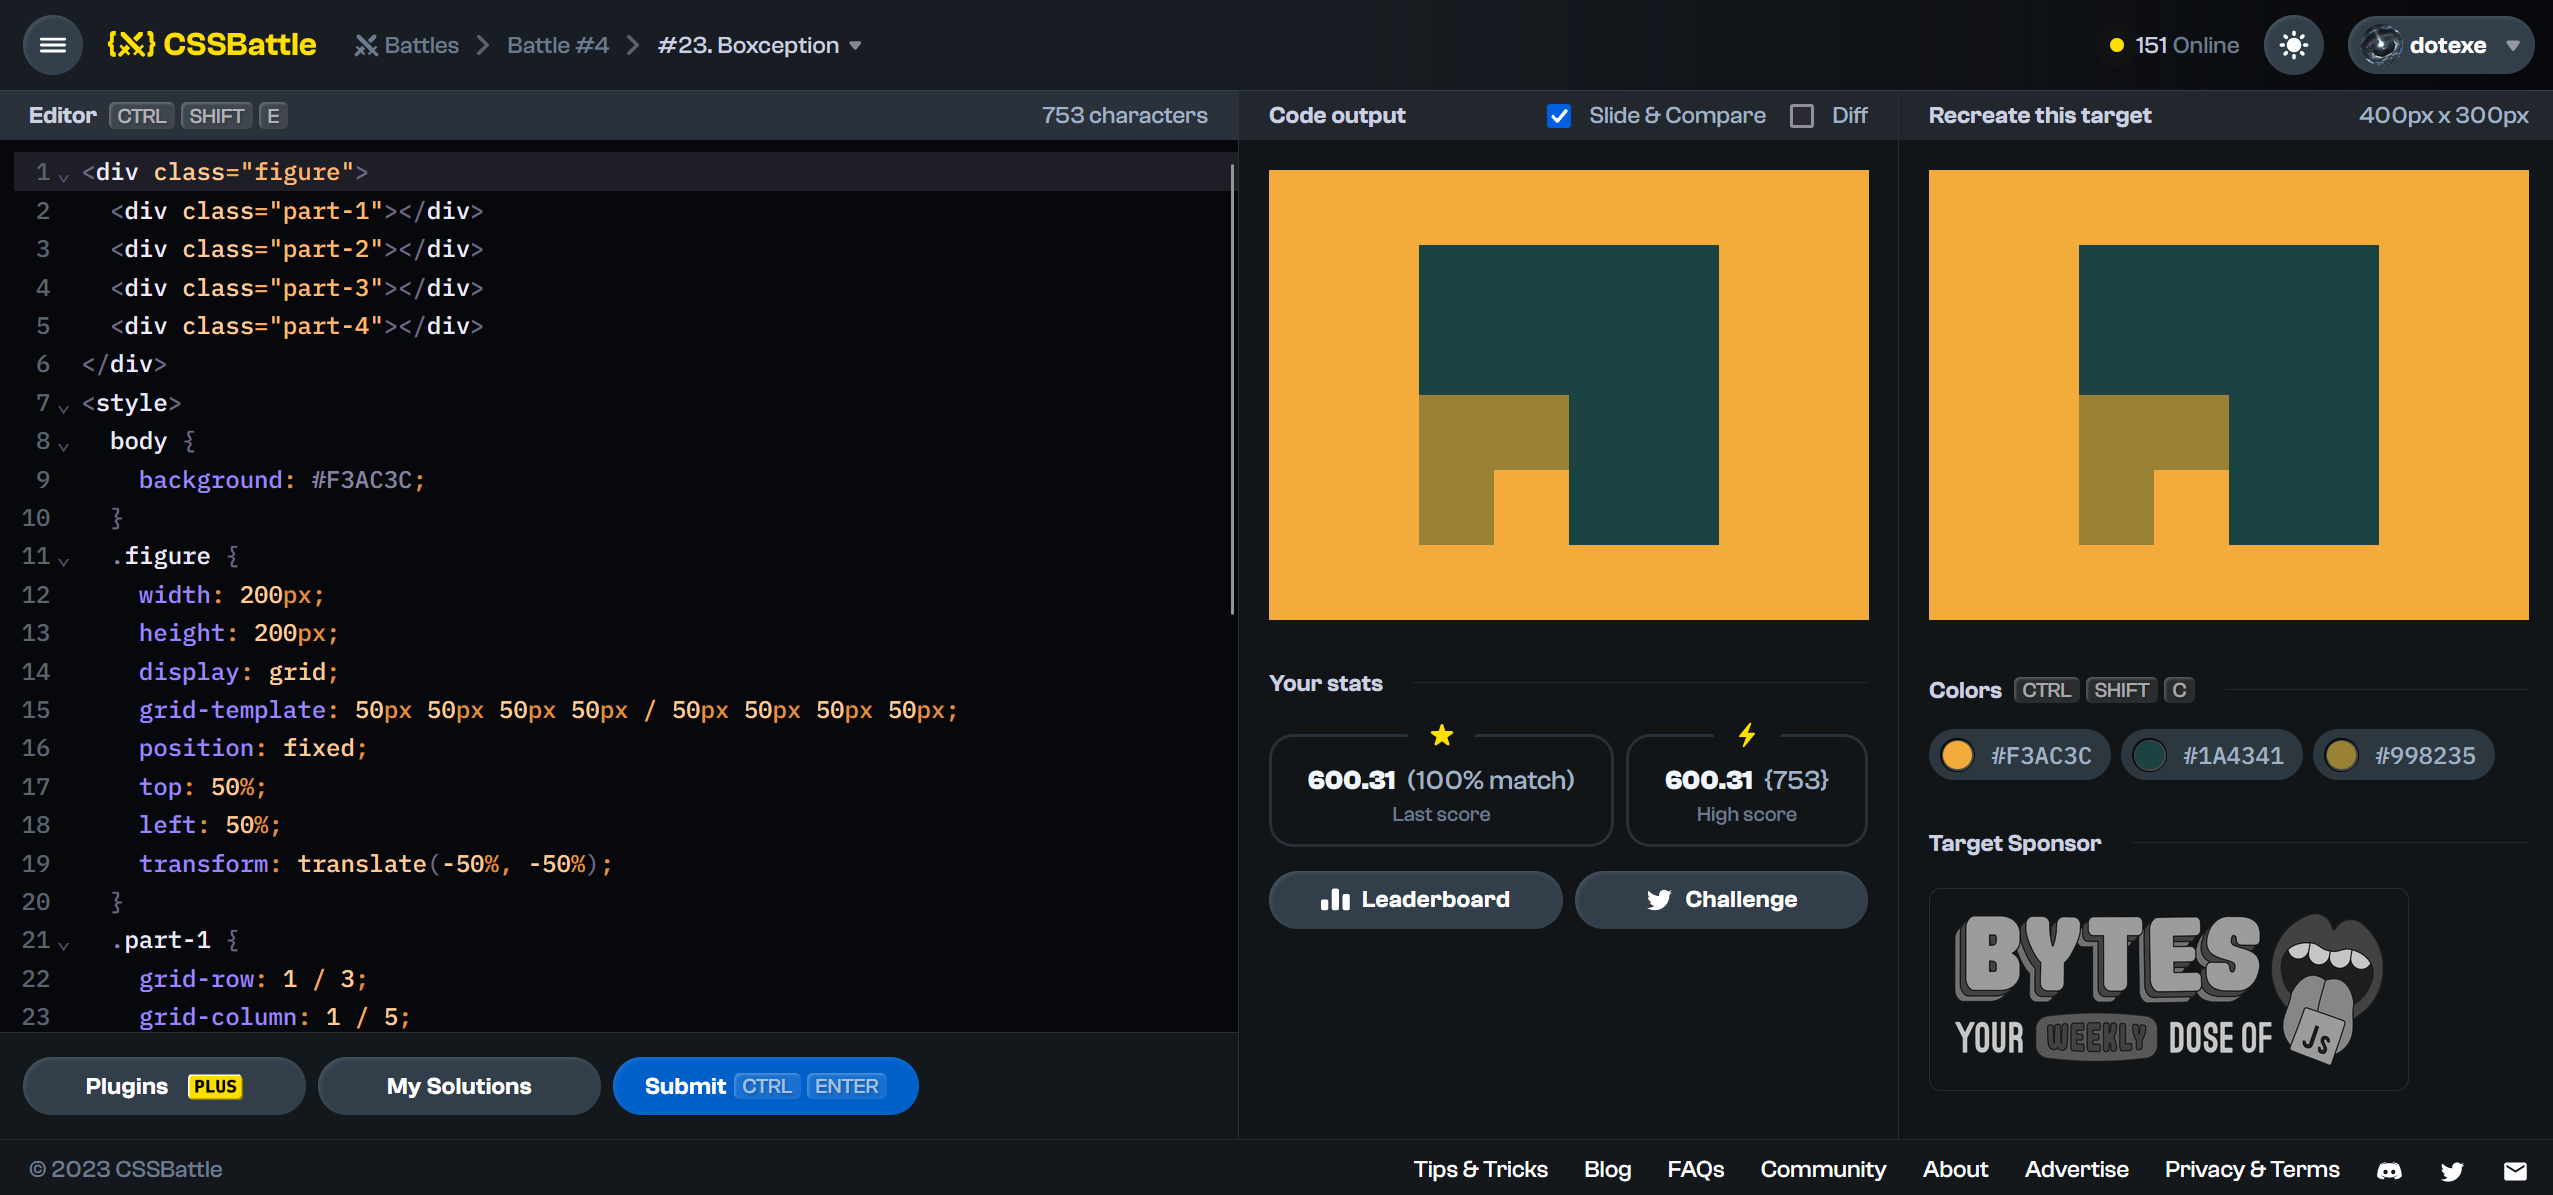 {X} CSSBattle
Battles > Battle #4 > #23. Boxception
151 Online
dotexe
Editor CTRL SHIFT E
753 characters
1 <div class="figure">
2 <div class="part-1"></div>
3 <div class="part-2"></div>
4 <div class="part-3"></div>
5 <div class="part-4"></div>
6 </div>
7 <style>
8 body {
9 background: #F3AC3C;
10 }
11 .figure {
12 width: 200px;
13 height: 200px;
14 display: grid;
15 grid-template: 50px 50px 50px 50px / 50px 50px 50px 50px;
16 position: fixed;
17 top: 50%;
18 left: 50%;
19 transform: translate(-50%, -50%);
20 }
21 .part-1 {
22 grid-row: 1 / 3;
23 grid-column: 1 / 5;
Plugins PLUS
My Solutions
Submit CTRL ENTER
Code output
Slide & Compare
Diff
Your stats
600.31 (100% match)
Last score
600.31 {753}
High score
Leaderboard
Challenge
Recreate this target
400px x 300px
Colors CTRL SHIFT C
#F3AC3C
#1A4341
#998235
Target Sponsor
BYTES
YOUR WEEKLY DOSE OF JS
© 2023 CSSBattle
Tips & Tricks
Blog
FAQs
Community
About
Advertise
Privacy & Terms